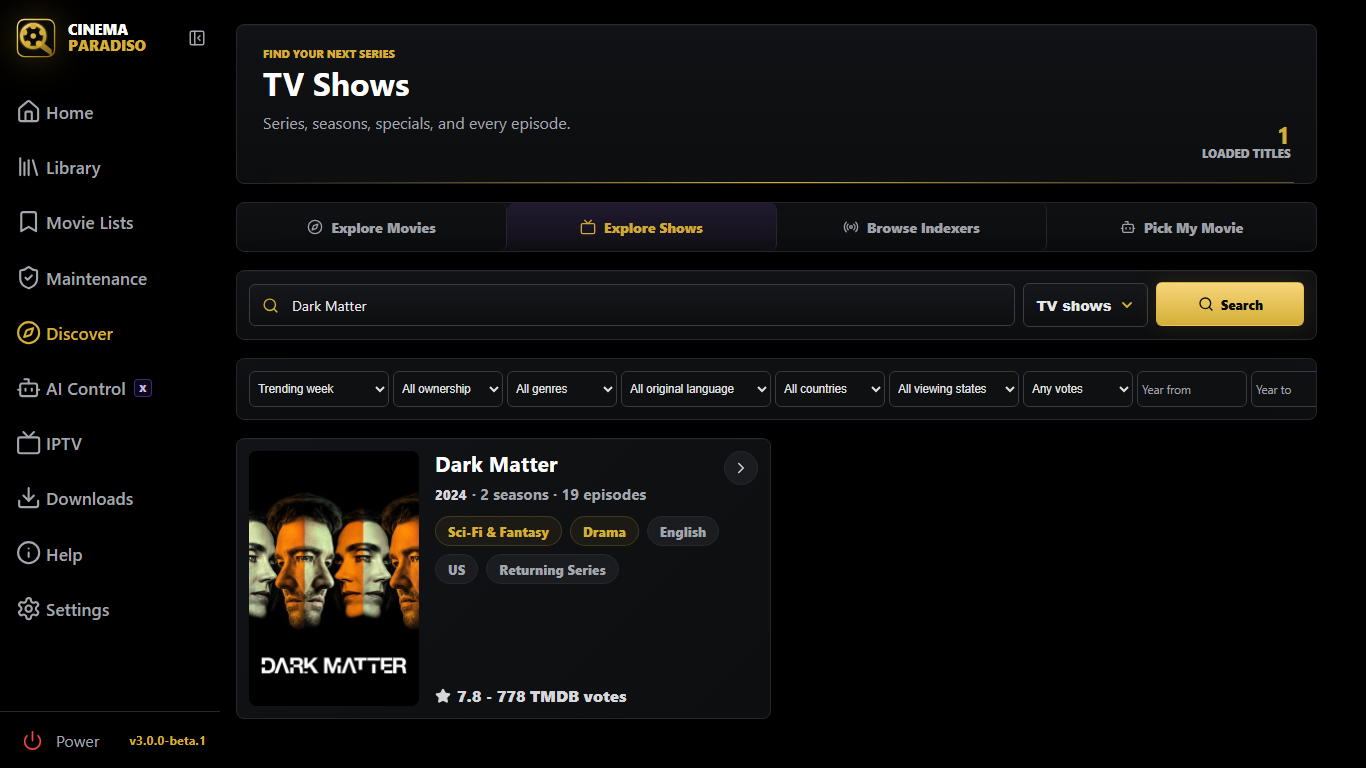 CINEMA
PARADISO
Home
Library
Movie Lists
Maintenance
Discover
AI Control x
IPTV
Downloads
Help
Settings
Power v3.0.0-beta.1
FIND YOUR NEXT SERIES
TV Shows
Series, seasons, specials, and every episode.
1
LOADED TITLES
Explore Movies Explore Shows Browse Indexers Pick My Movie
Dark Matter TV shows Search
Trending week All ownership All genres All original language All countries All viewing states Any votes Year from Year to
Dark Matter
2024 · 2 seasons · 19 episodes
Sci-Fi & Fantasy Drama English
US Returning Series
DARK MATTER
7.8 - 778 TMDB votes